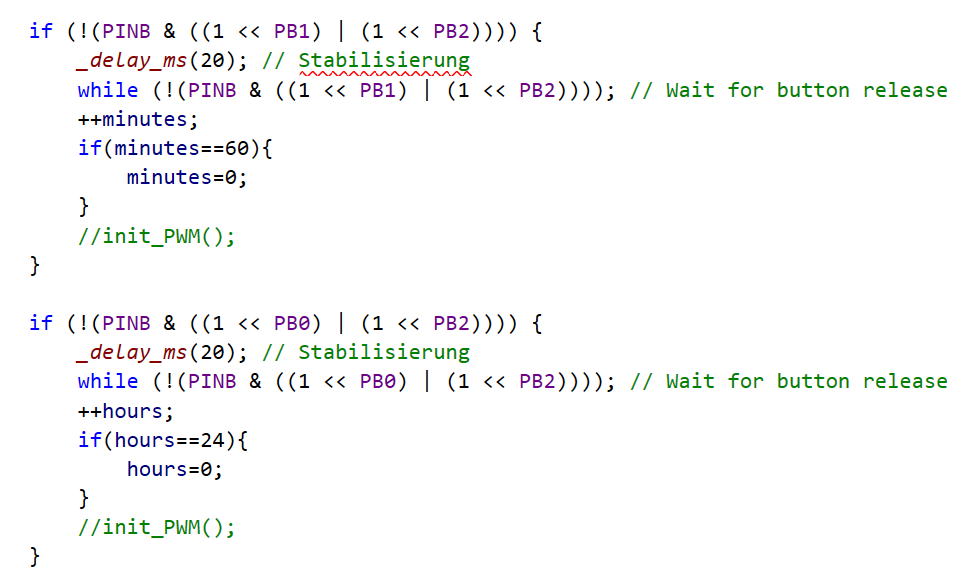 if (!(PINB & ((1 << PB1) | (1 << PB2)))) {
    _delay_ms(20); // Stabilisierung
    while (!(PINB & ((1 << PB1) | (1 << PB2)))); // Wait for button release
    ++minutes;
    if(minutes==60){
        minutes=0;
    }
    //init_PWM();
}

if (!(PINB & ((1 << PB0) | (1 << PB2)))) {
    _delay_ms(20); // Stabilisierung
    while (!(PINB & ((1 << PB0) | (1 << PB2)))); // Wait for button release
    ++hours;
    if(hours==24){
        hours=0;
    }
    //init_PWM();
}